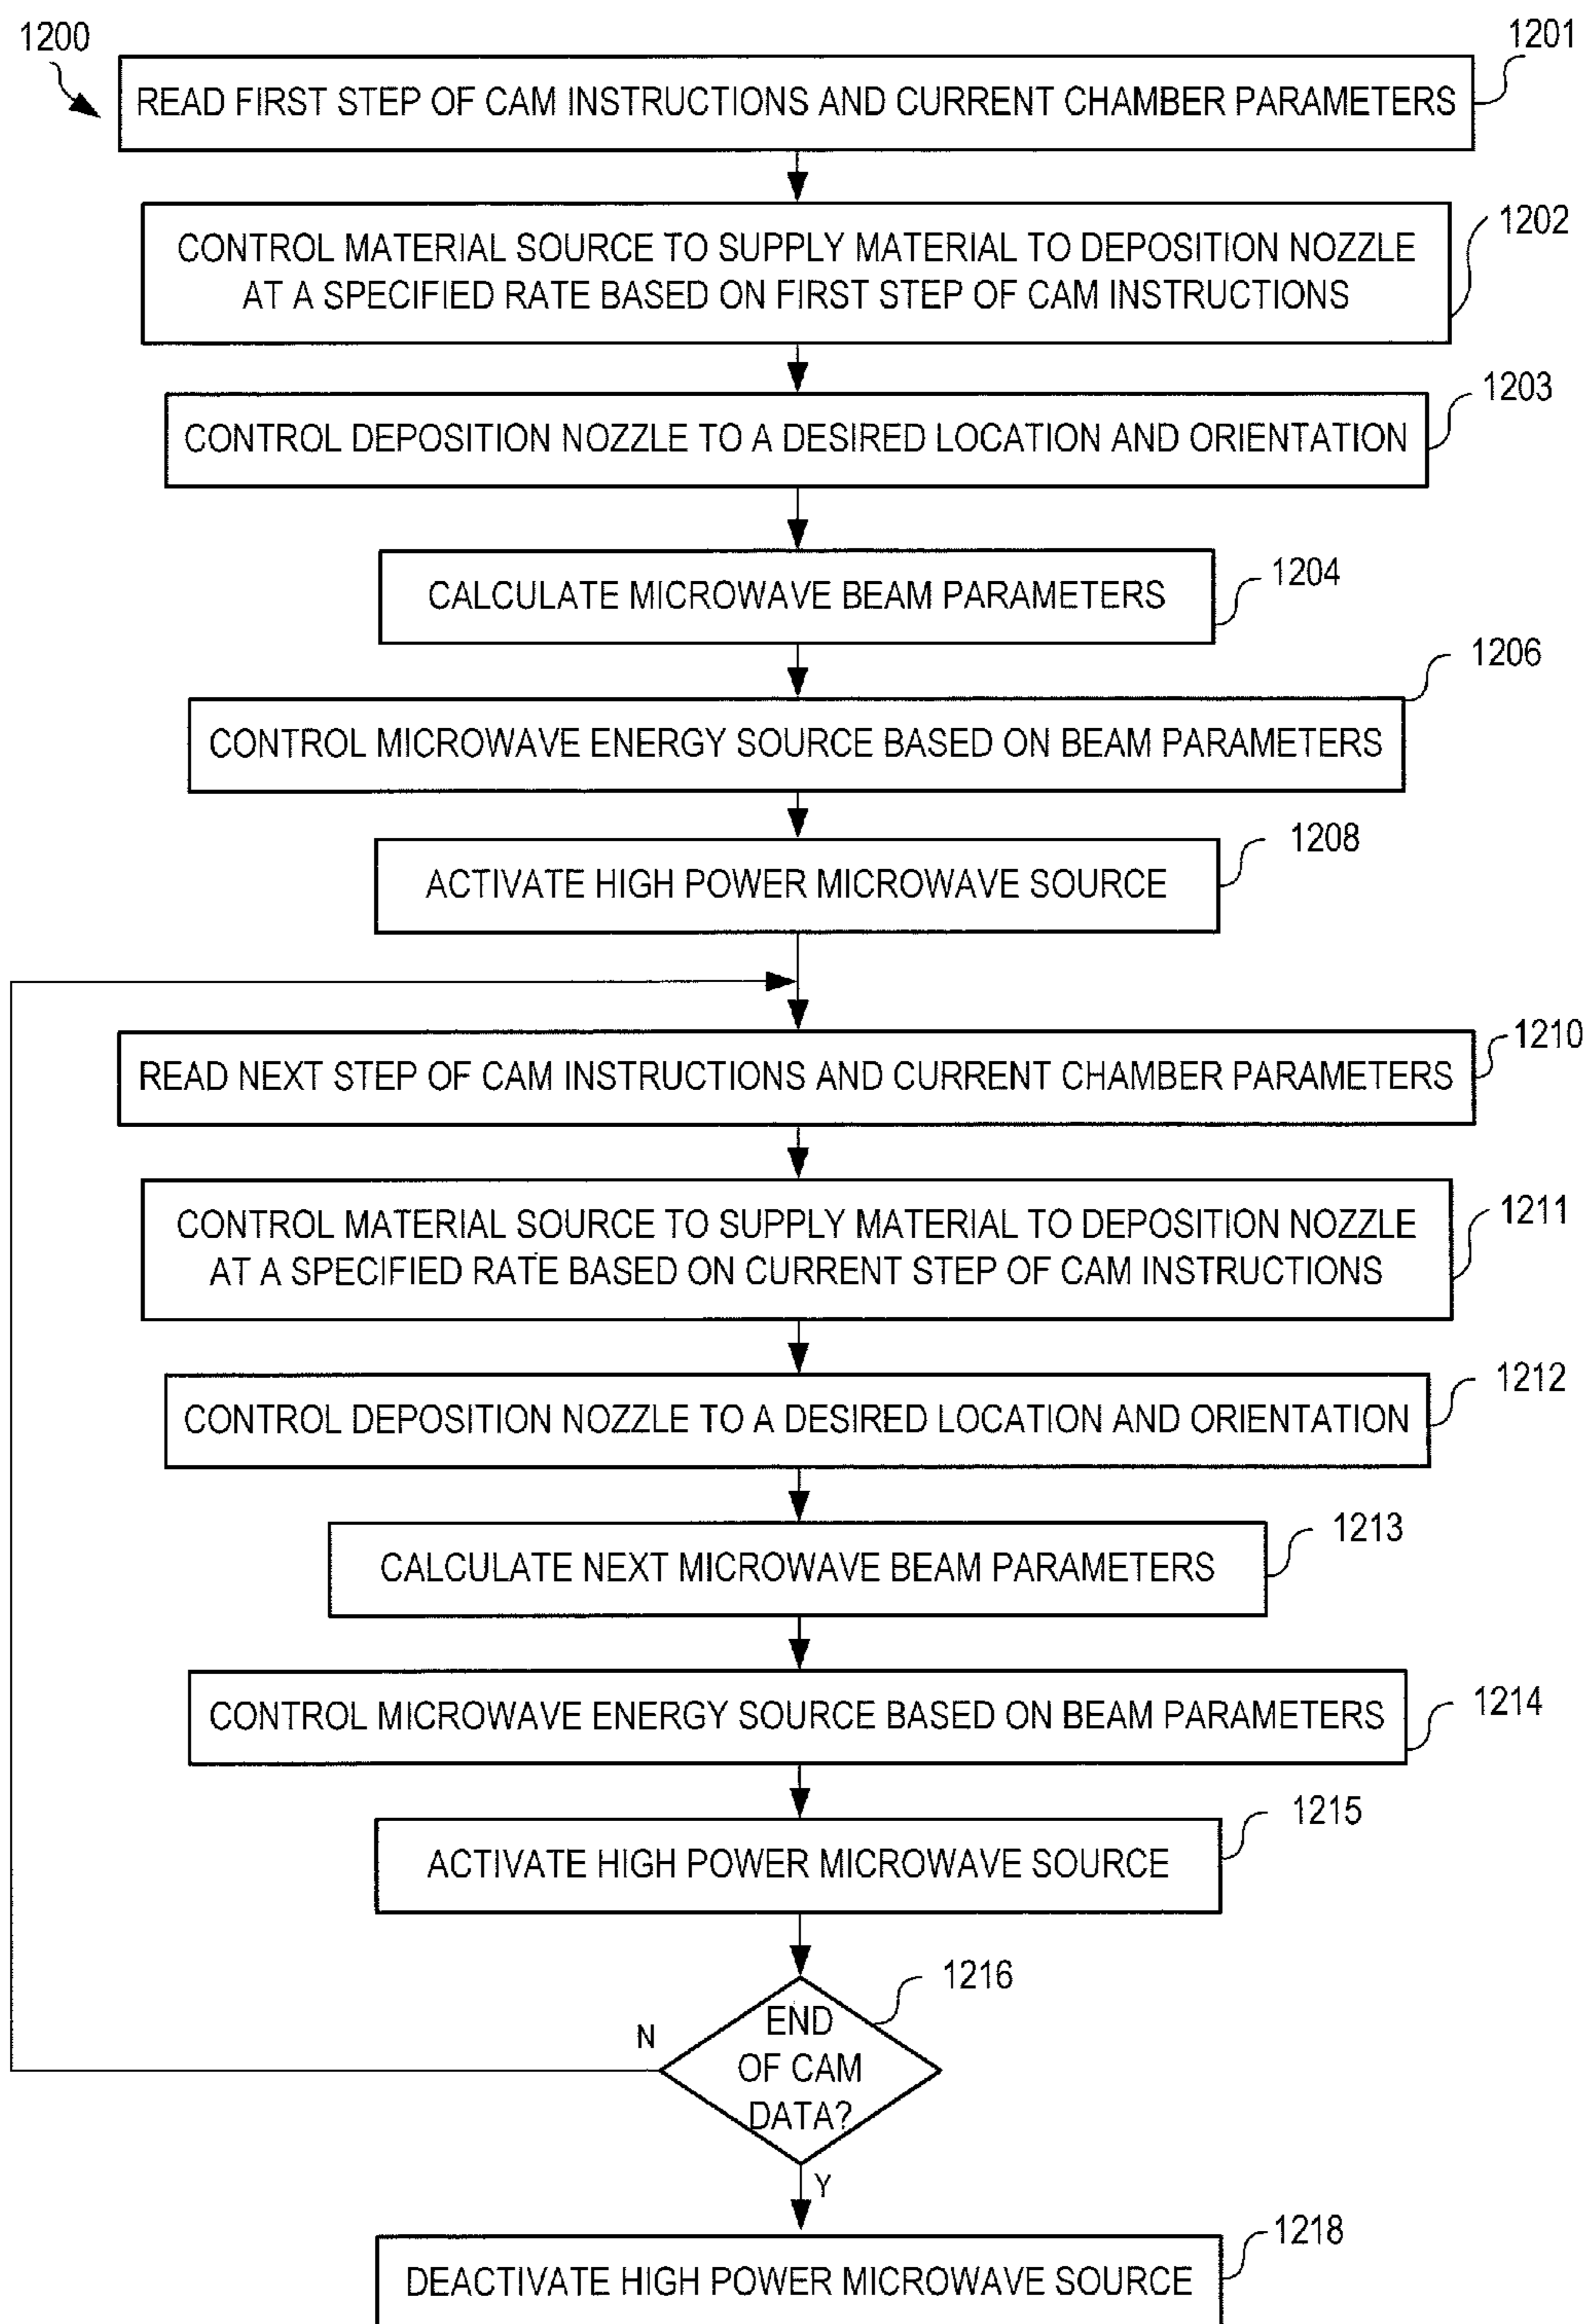 1200
1201
READ FIRST STEP OF CAM INSTRUCTIONS AND CURRENT CHAMBER PARAMETERS
1202
CONTROL MATERIAL SOURCE TO SUPPLY MATERIAL TO DEPOSITION NOZZLE
AT A SPECIFIED RATE BASED ON FIRST STEP OF CAM INSTRUCTIONS
1203
CONTROL DEPOSITION NOZZLE TO A DESIRED LOCATION AND ORIENTATION
1204
CALCULATE MICROWAVE BEAM PARAMETERS
1206
CONTROL MICROWAVE ENERGY SOURCE BASED ON BEAM PARAMETERS
1208
ACTIVATE HIGH POWER MICROWAVE SOURCE
1210
READ NEXT STEP OF CAM INSTRUCTIONS AND CURRENT CHAMBER PARAMETERS
1211
CONTROL MATERIAL SOURCE TO SUPPLY MATERIAL TO DEPOSITION NOZZLE
AT A SPECIFIED RATE BASED ON CURRENT STEP OF CAM INSTRUCTIONS
1212
CONTROL DEPOSITION NOZZLE TO A DESIRED LOCATION AND ORIENTATION
1213
CALCULATE NEXT MICROWAVE BEAM PARAMETERS
1214
CONTROL MICROWAVE ENERGY SOURCE BASED ON BEAM PARAMETERS
1215
ACTIVATE HIGH POWER MICROWAVE SOURCE
1216
END
OF CAM
DATA?
N
Y
1218
DEACTIVATE HIGH POWER MICROWAVE SOURCE